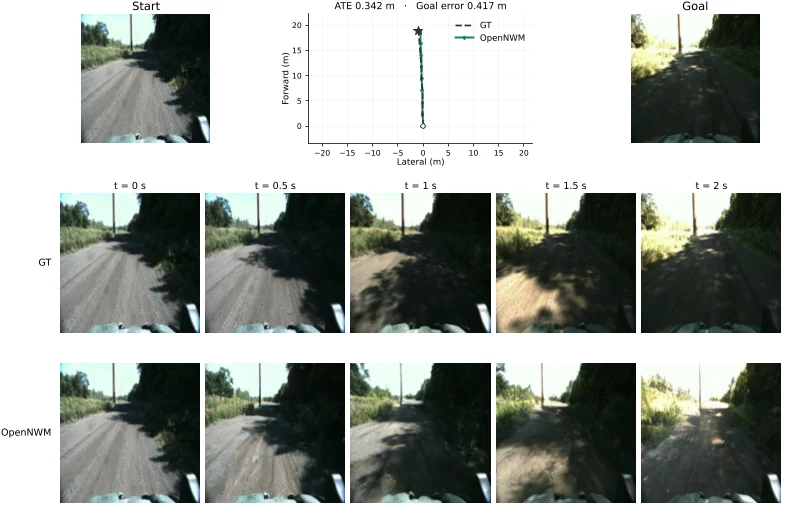 Start
ATE 0.342 m · Goal error 0.417 m
Goal
GT
OpenNWM
Forward (m)
20
15
10
5
0
−20 −15 −10 −5 0 5 10 15 20
Lateral (m)
t = 0 s
t = 0.5 s
t = 1 s
t = 1.5 s
t = 2 s
GT
OpenNWM